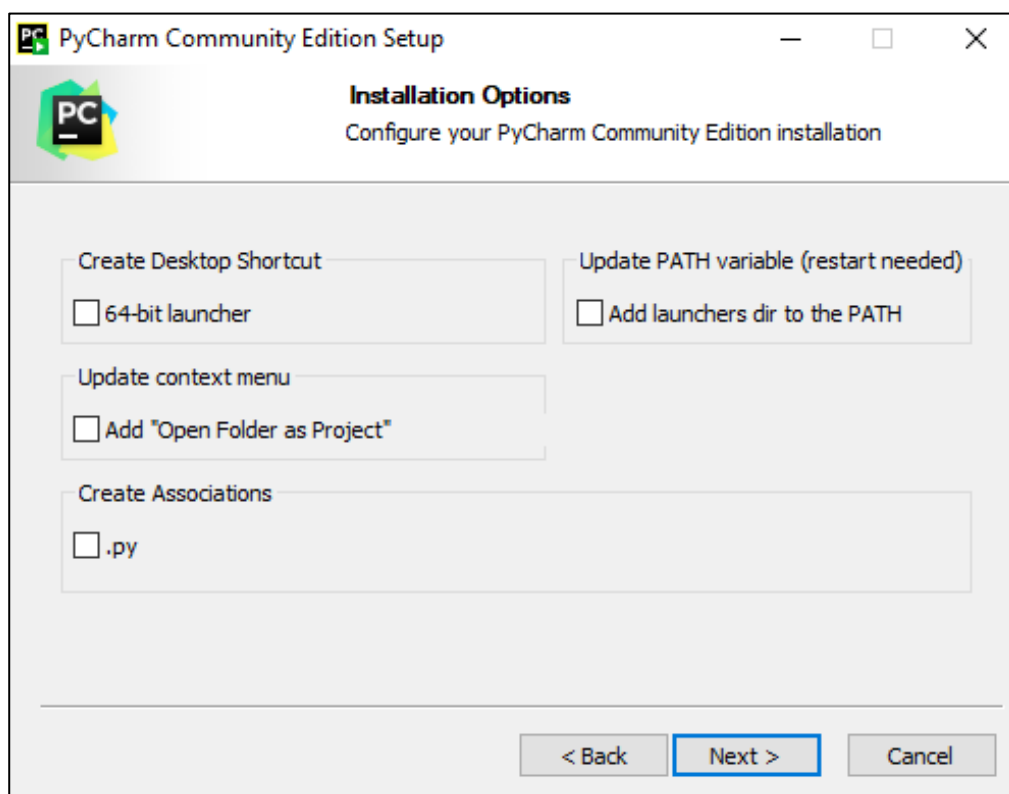 PyCharm Community Edition Setup
PC
Installation Options
Configure your PyCharm Community Edition installation
Create Desktop Shortcut
64-bit launcher
Update PATH variable (restart needed)
Add launchers dir to the PATH
Update context menu
Add "Open Folder as Project"
Create Associations
.py
< Back
Next >
Cancel